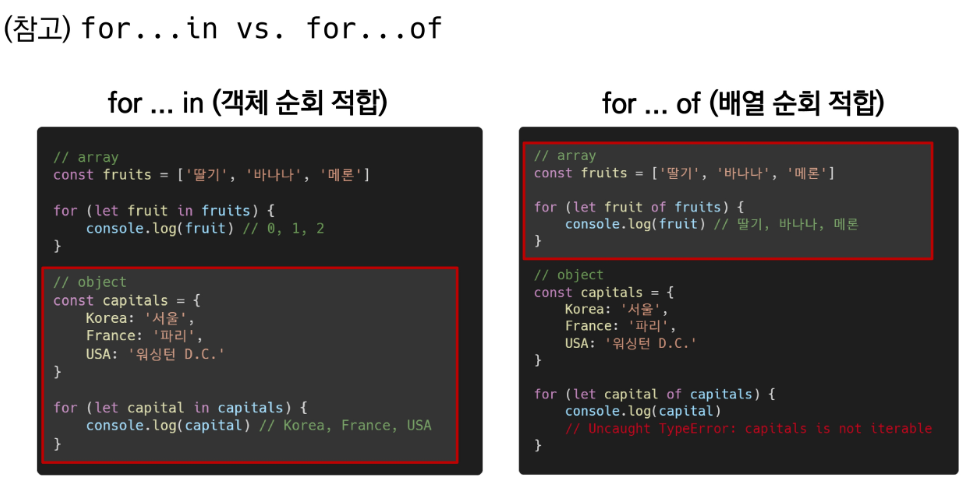 (참고) for...in vs. for...of
for ... in (객체 순회 적합)
// array
const fruits = ['딸기', '바나나', '메론']
for (let fruit in fruits) {
    console.log(fruit) // 0, 1, 2
}
// object
const capitals = {
    Korea: '서울',
    France: '파리',
    USA: '워싱턴 D.C.'
}
for (let capital in capitals) {
    console.log(capital) // Korea, France, USA
}
for ... of (배열 순회 적합)
// array
const fruits = ['딸기', '바나나', '메론']
for (let fruit of fruits) {
    console.log(fruit) // 딸기, 바나나, 메론
}
// object
const capitals = {
    Korea: '서울',
    France: '파리',
    USA: '워싱턴 D.C.'
}
for (let capital of capitals) {
    console.log(capital)
    // Uncaught TypeError: capitals is not iterable
}